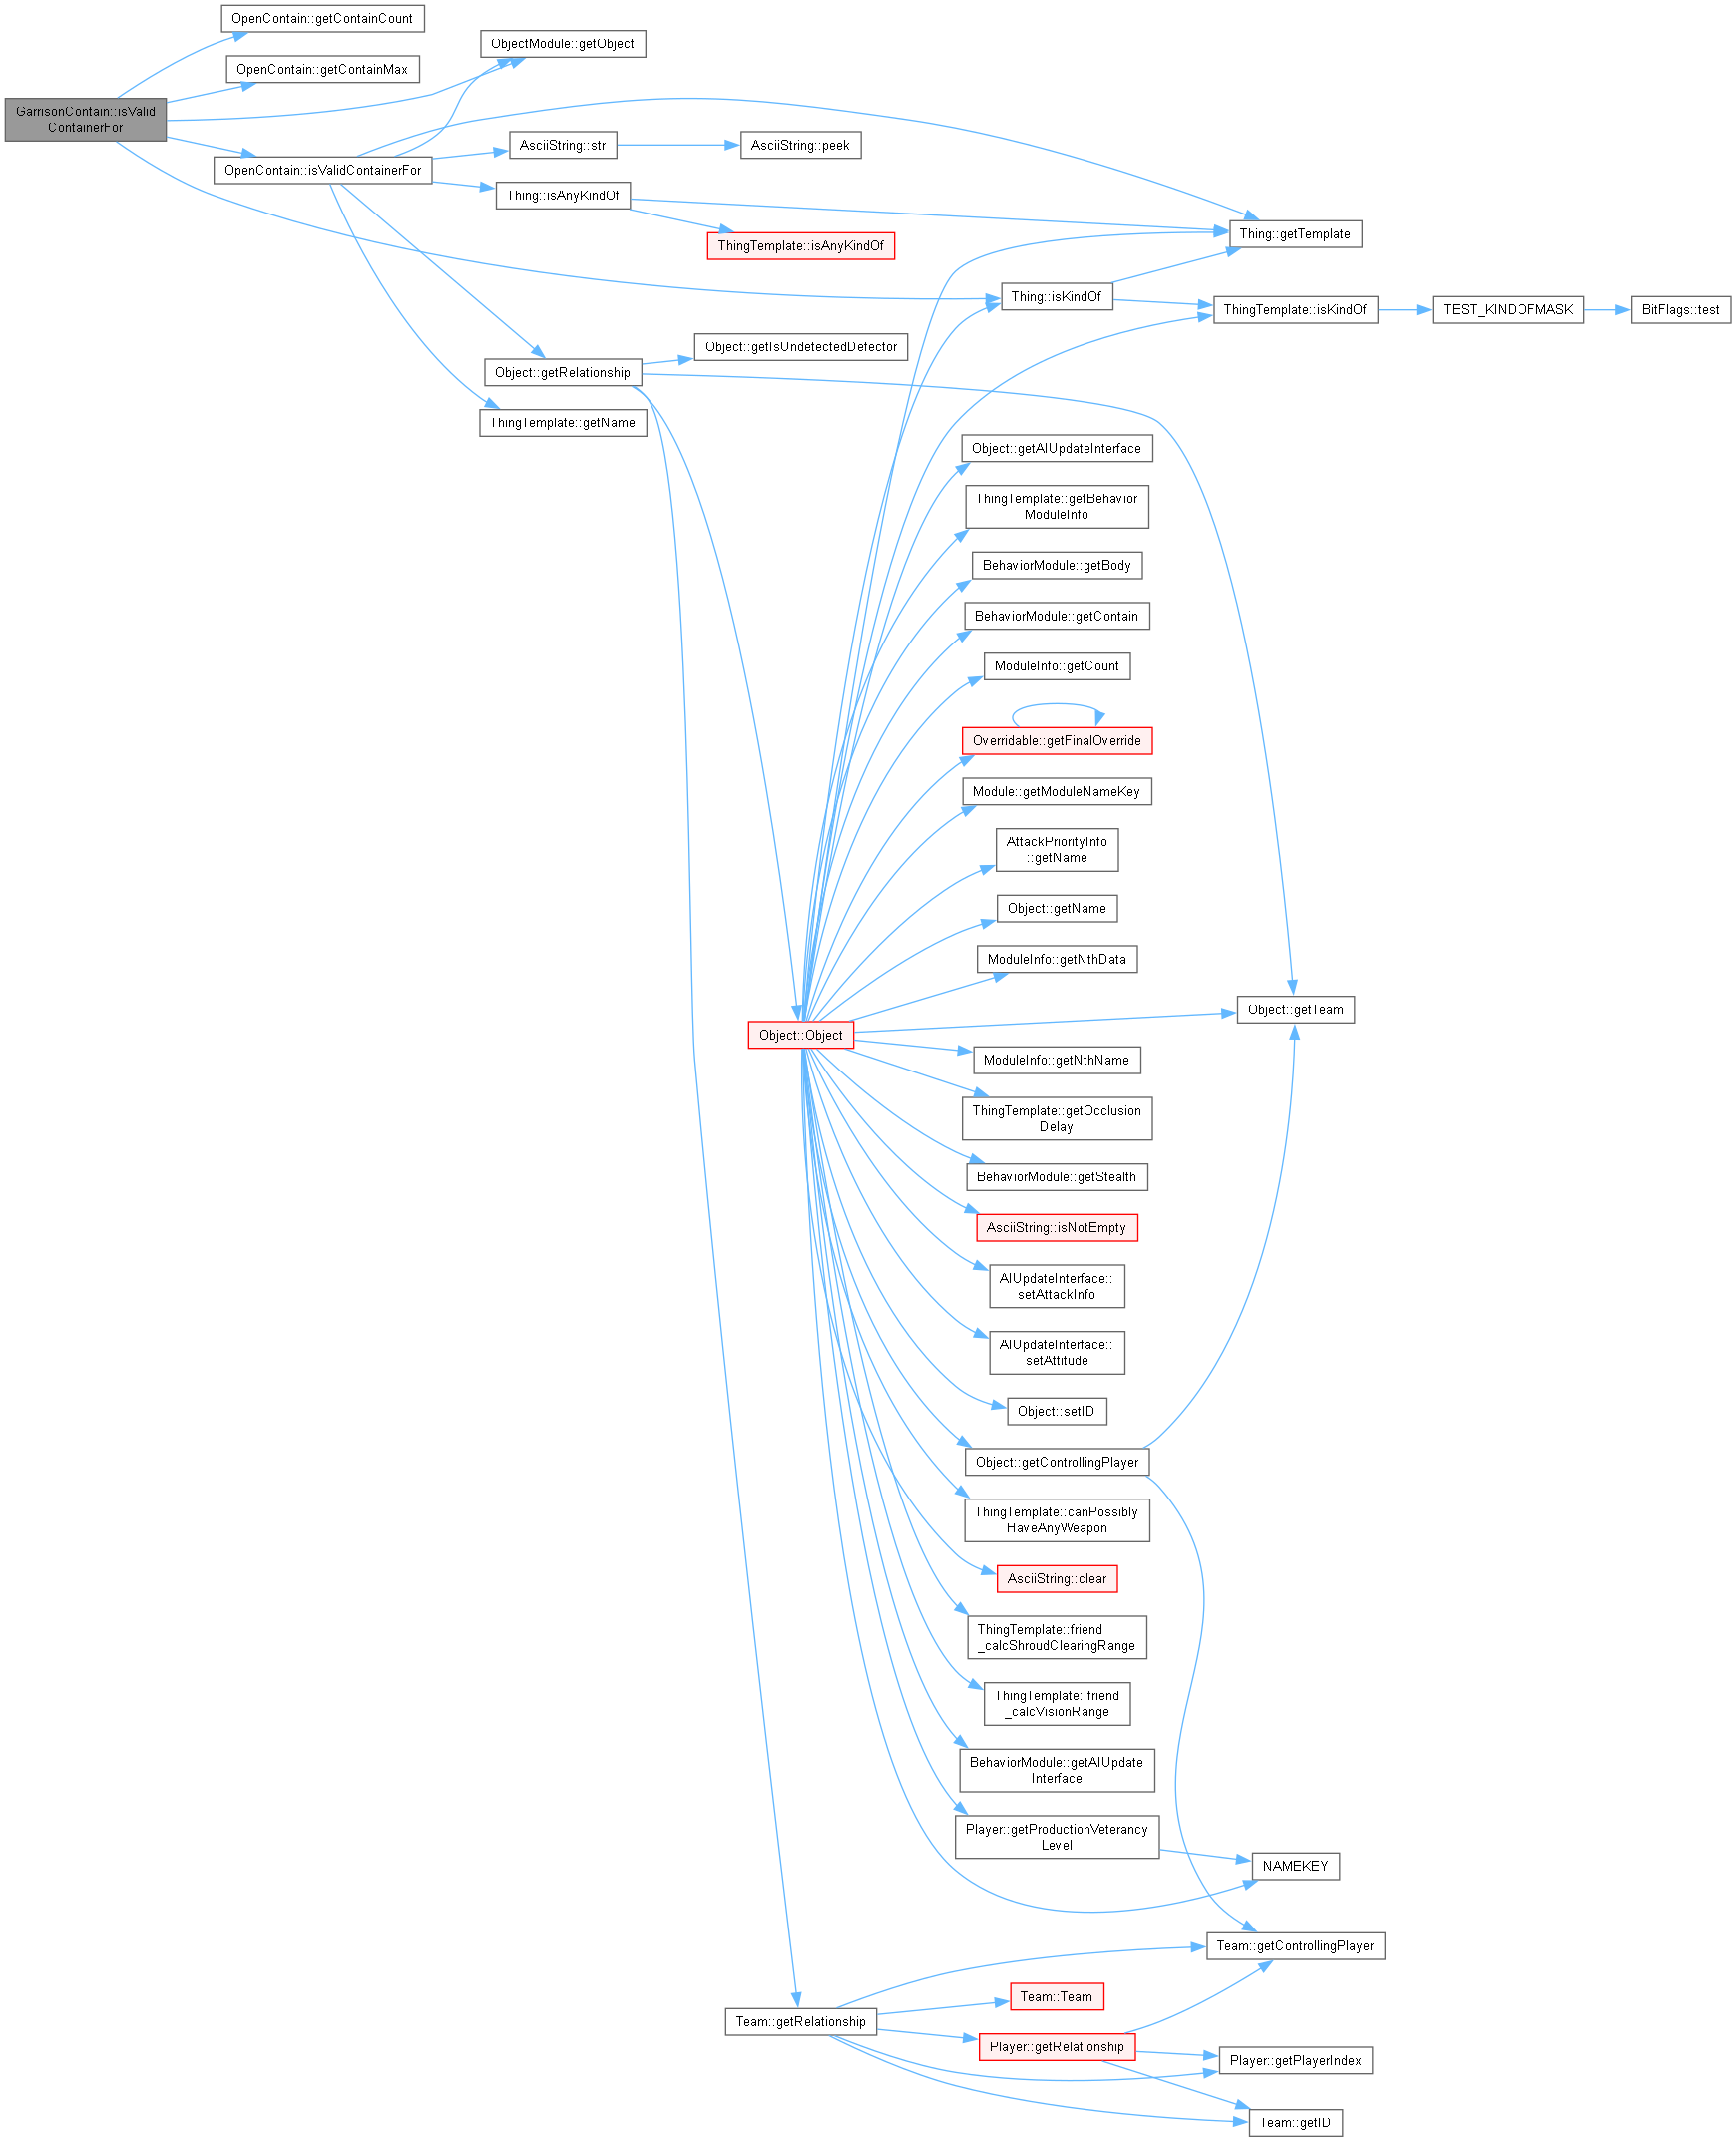 OpenContain::getContainCount
ObjectModule::getObject
OpenContain::getContainMax
GarrisonContain::isValid
ContainerFor
AsciiString::str
AsciiString::peek
OpenContain::isValidContainerFor
Thing::isAnyKindOf
Thing::getTemplate
ThingTemplate::isAnyKindOf
Thing::isKindOf
ThingTemplate::isKindOf
TEST_KINDOFMASK
BitFlags::test
Object::getIsUndetectedDefector
Object::getRelationship
ThingTemplate::getName
Object::getAIUpdateInterface
ThingTemplate::getBehavior
ModuleInfo
BehaviorModule::getBody
BehaviorModule::getContain
ModuleInfo::getCount
Overridable::getFinalOverride
Module::getModuleNameKey
AttackPriorityInfo
::getName
Object::getName
ModuleInfo::getNthData
Object::getTeam
Object::Object
ModuleInfo::getNthName
ThingTemplate::getOcclusion
Delay
BehaviorModule::getStealth
AsciiString::isNotEmpty
AIUpdateInterface::
setAttackInfo
AIUpdateInterface::
setAttitude
Object::setID
Object::getControllingPlayer
ThingTemplate::canPossibly
HaveAnyWeapon
AsciiString::clear
ThingTemplate::friend
_calcShroudClearingRange
ThingTemplate::friend
_calcVisionRange
BehaviorModule::getAIUpdate
Interface
Player::getProductionVeterancy
Level
NAMEKEY
Team::getControllingPlayer
Team::Team
Team::getRelationship
Player::getRelationship
Player::getPlayerIndex
Team::getID